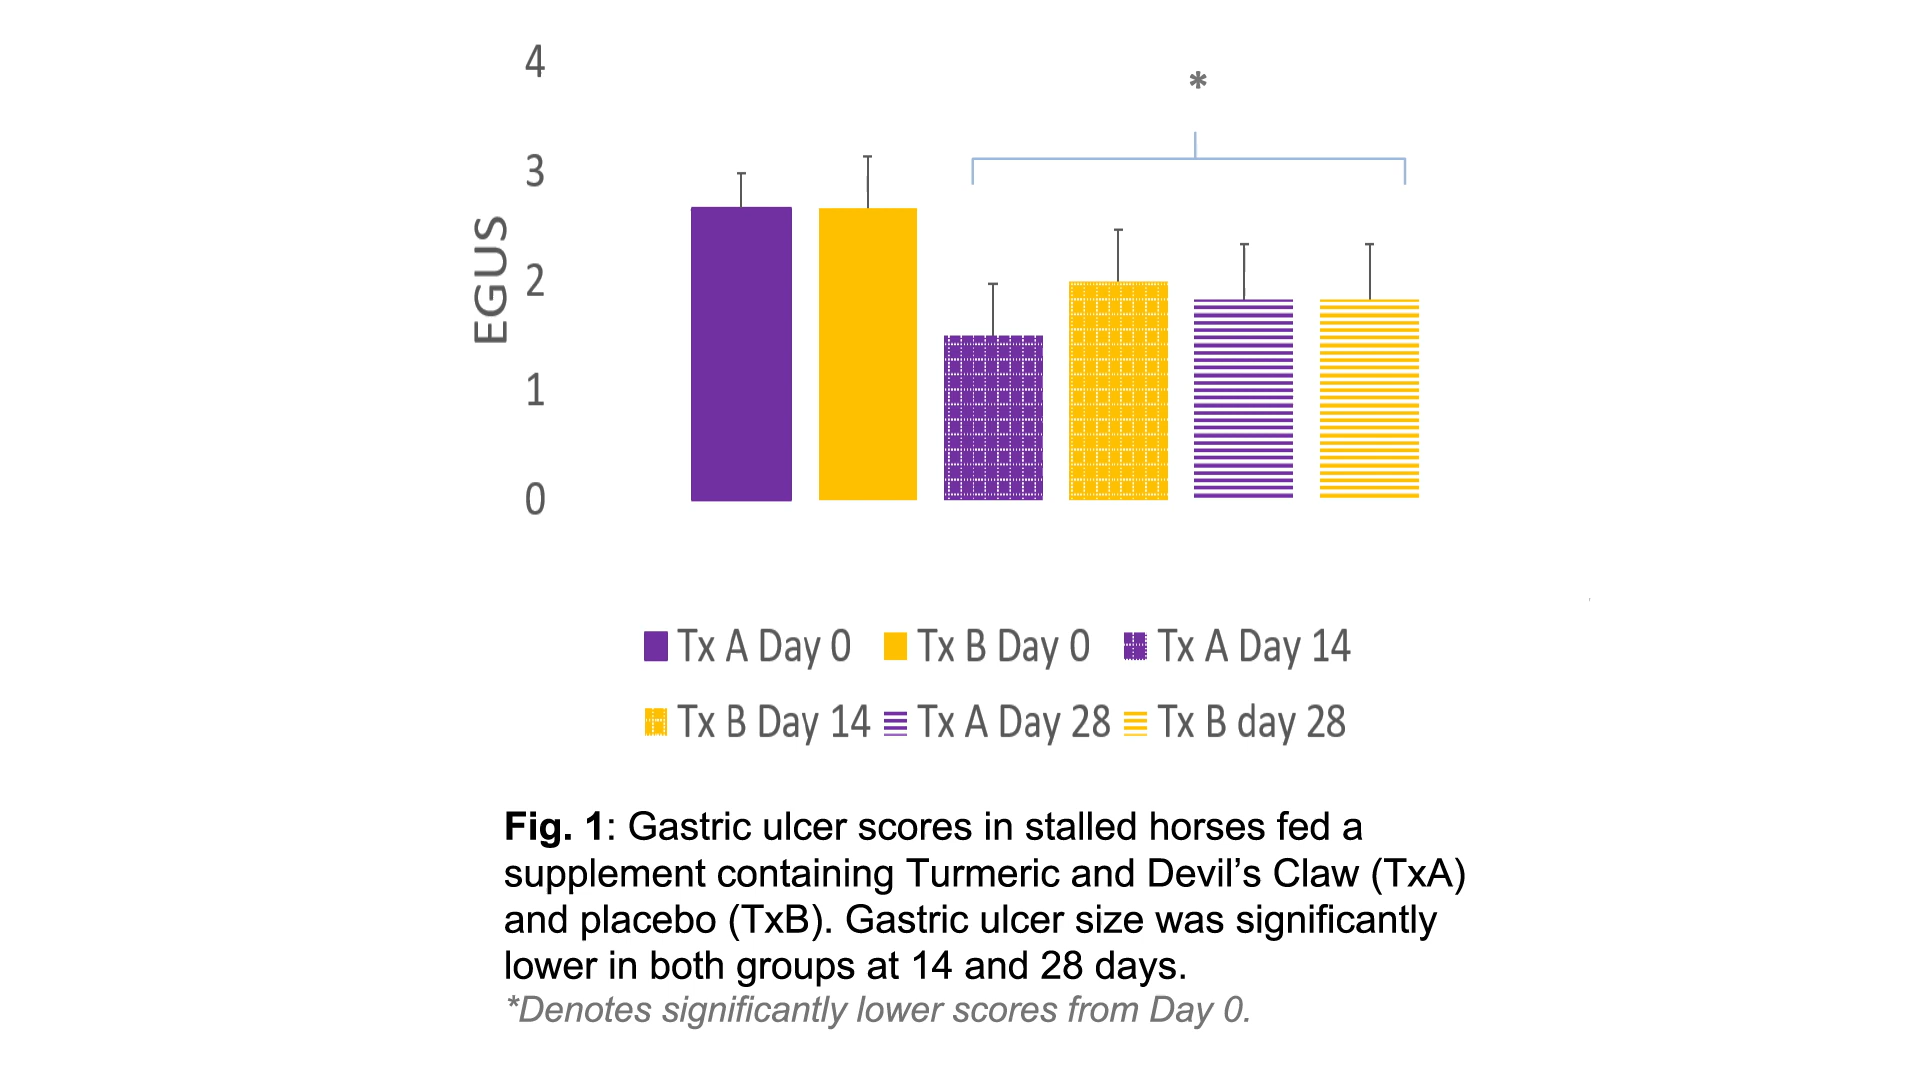 4
*
3
EGUS
2
1
0
Tx A Day 0 Tx B Day 0 Tx A Day 14
Tx B Day 14 Tx A Day 28 Tx B day 28
Fig. 1: Gastric ulcer scores in stalled horses fed a
supplement containing Turmeric and Devil’s Claw (TxA)
and placebo (TxB). Gastric ulcer size was significantly
lower in both groups at 14 and 28 days.
*Denotes significantly lower scores from Day 0.